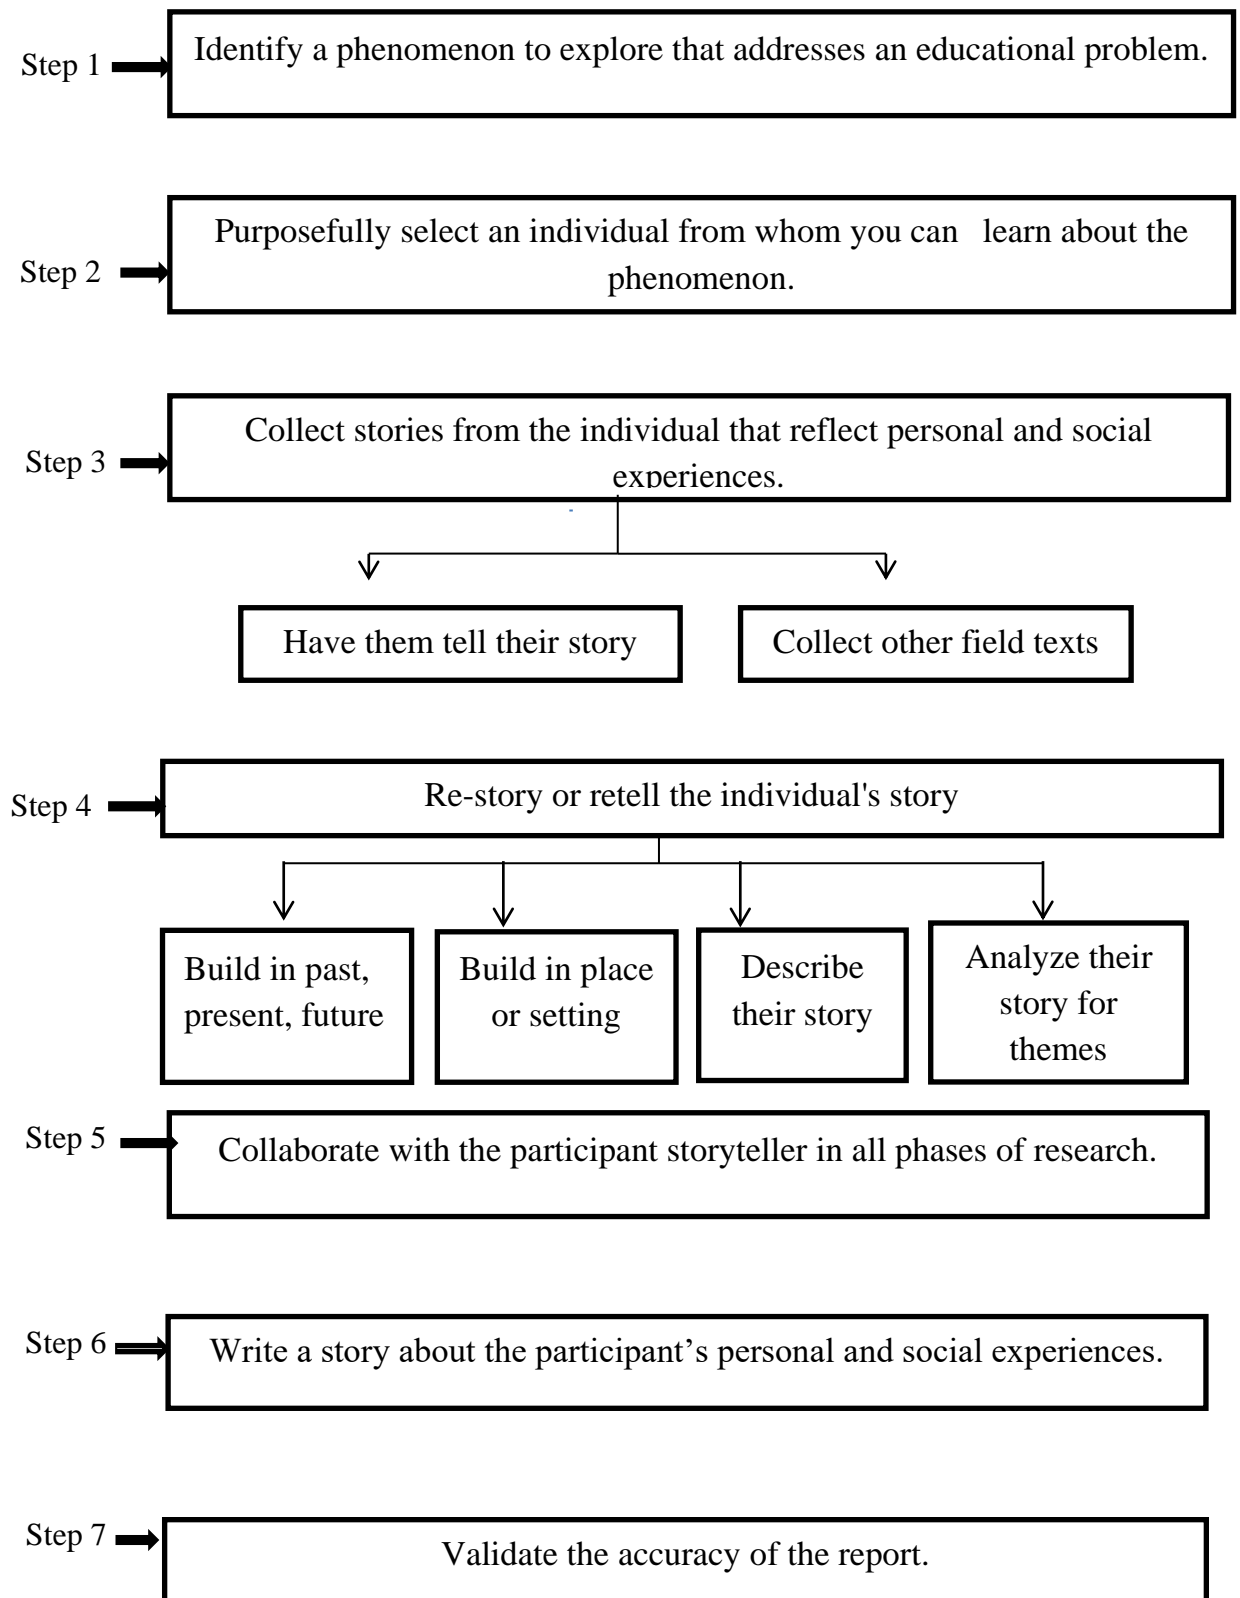 Step 1
Identify a phenomenon to explore that addresses an educational problem.
Step 2
Purposefully select an individual from whom you can learn about the
phenomenon.
Step 3
Collect stories from the individual that reflect personal and social
experiences.
Have them tell their story
Collect other field texts
Step 4
Re-story or retell the individual's story
Build in past,
present, future
Build in place
or setting
Describe
their story
Analyze their
story for
themes
Step 5
Collaborate with the participant storyteller in all phases of research.
Step 6
Write a story about the participant’s personal and social experiences.
Step 7
Validate the accuracy of the report.